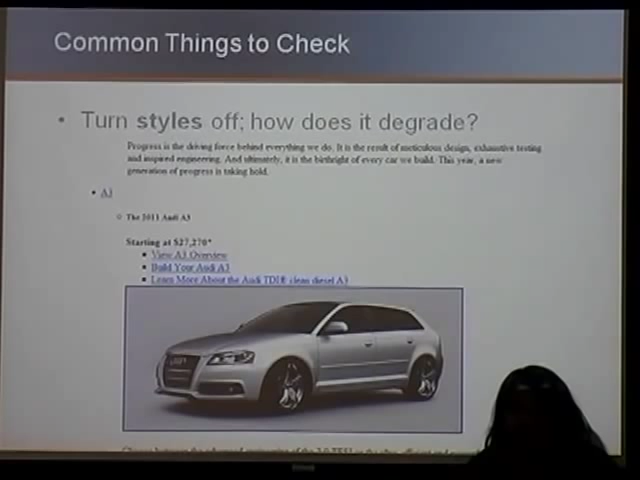 Common Things to Check
• Turn styles off; how does it degrade?
Progress is the driving force behind everything we do. It is the result of meticulous design, exhaustive testing
and inspired engineering. And ultimately, it is the birthright of every car we build. This year, a new
generation of progress is taking hold.
• A3
○ The 2011 Audi A3
Starting at $27,270*
▪ View A3 Overview
▪ Build Your Audi A3
▪ Learn More About the Audi TDI® clean diesel A3